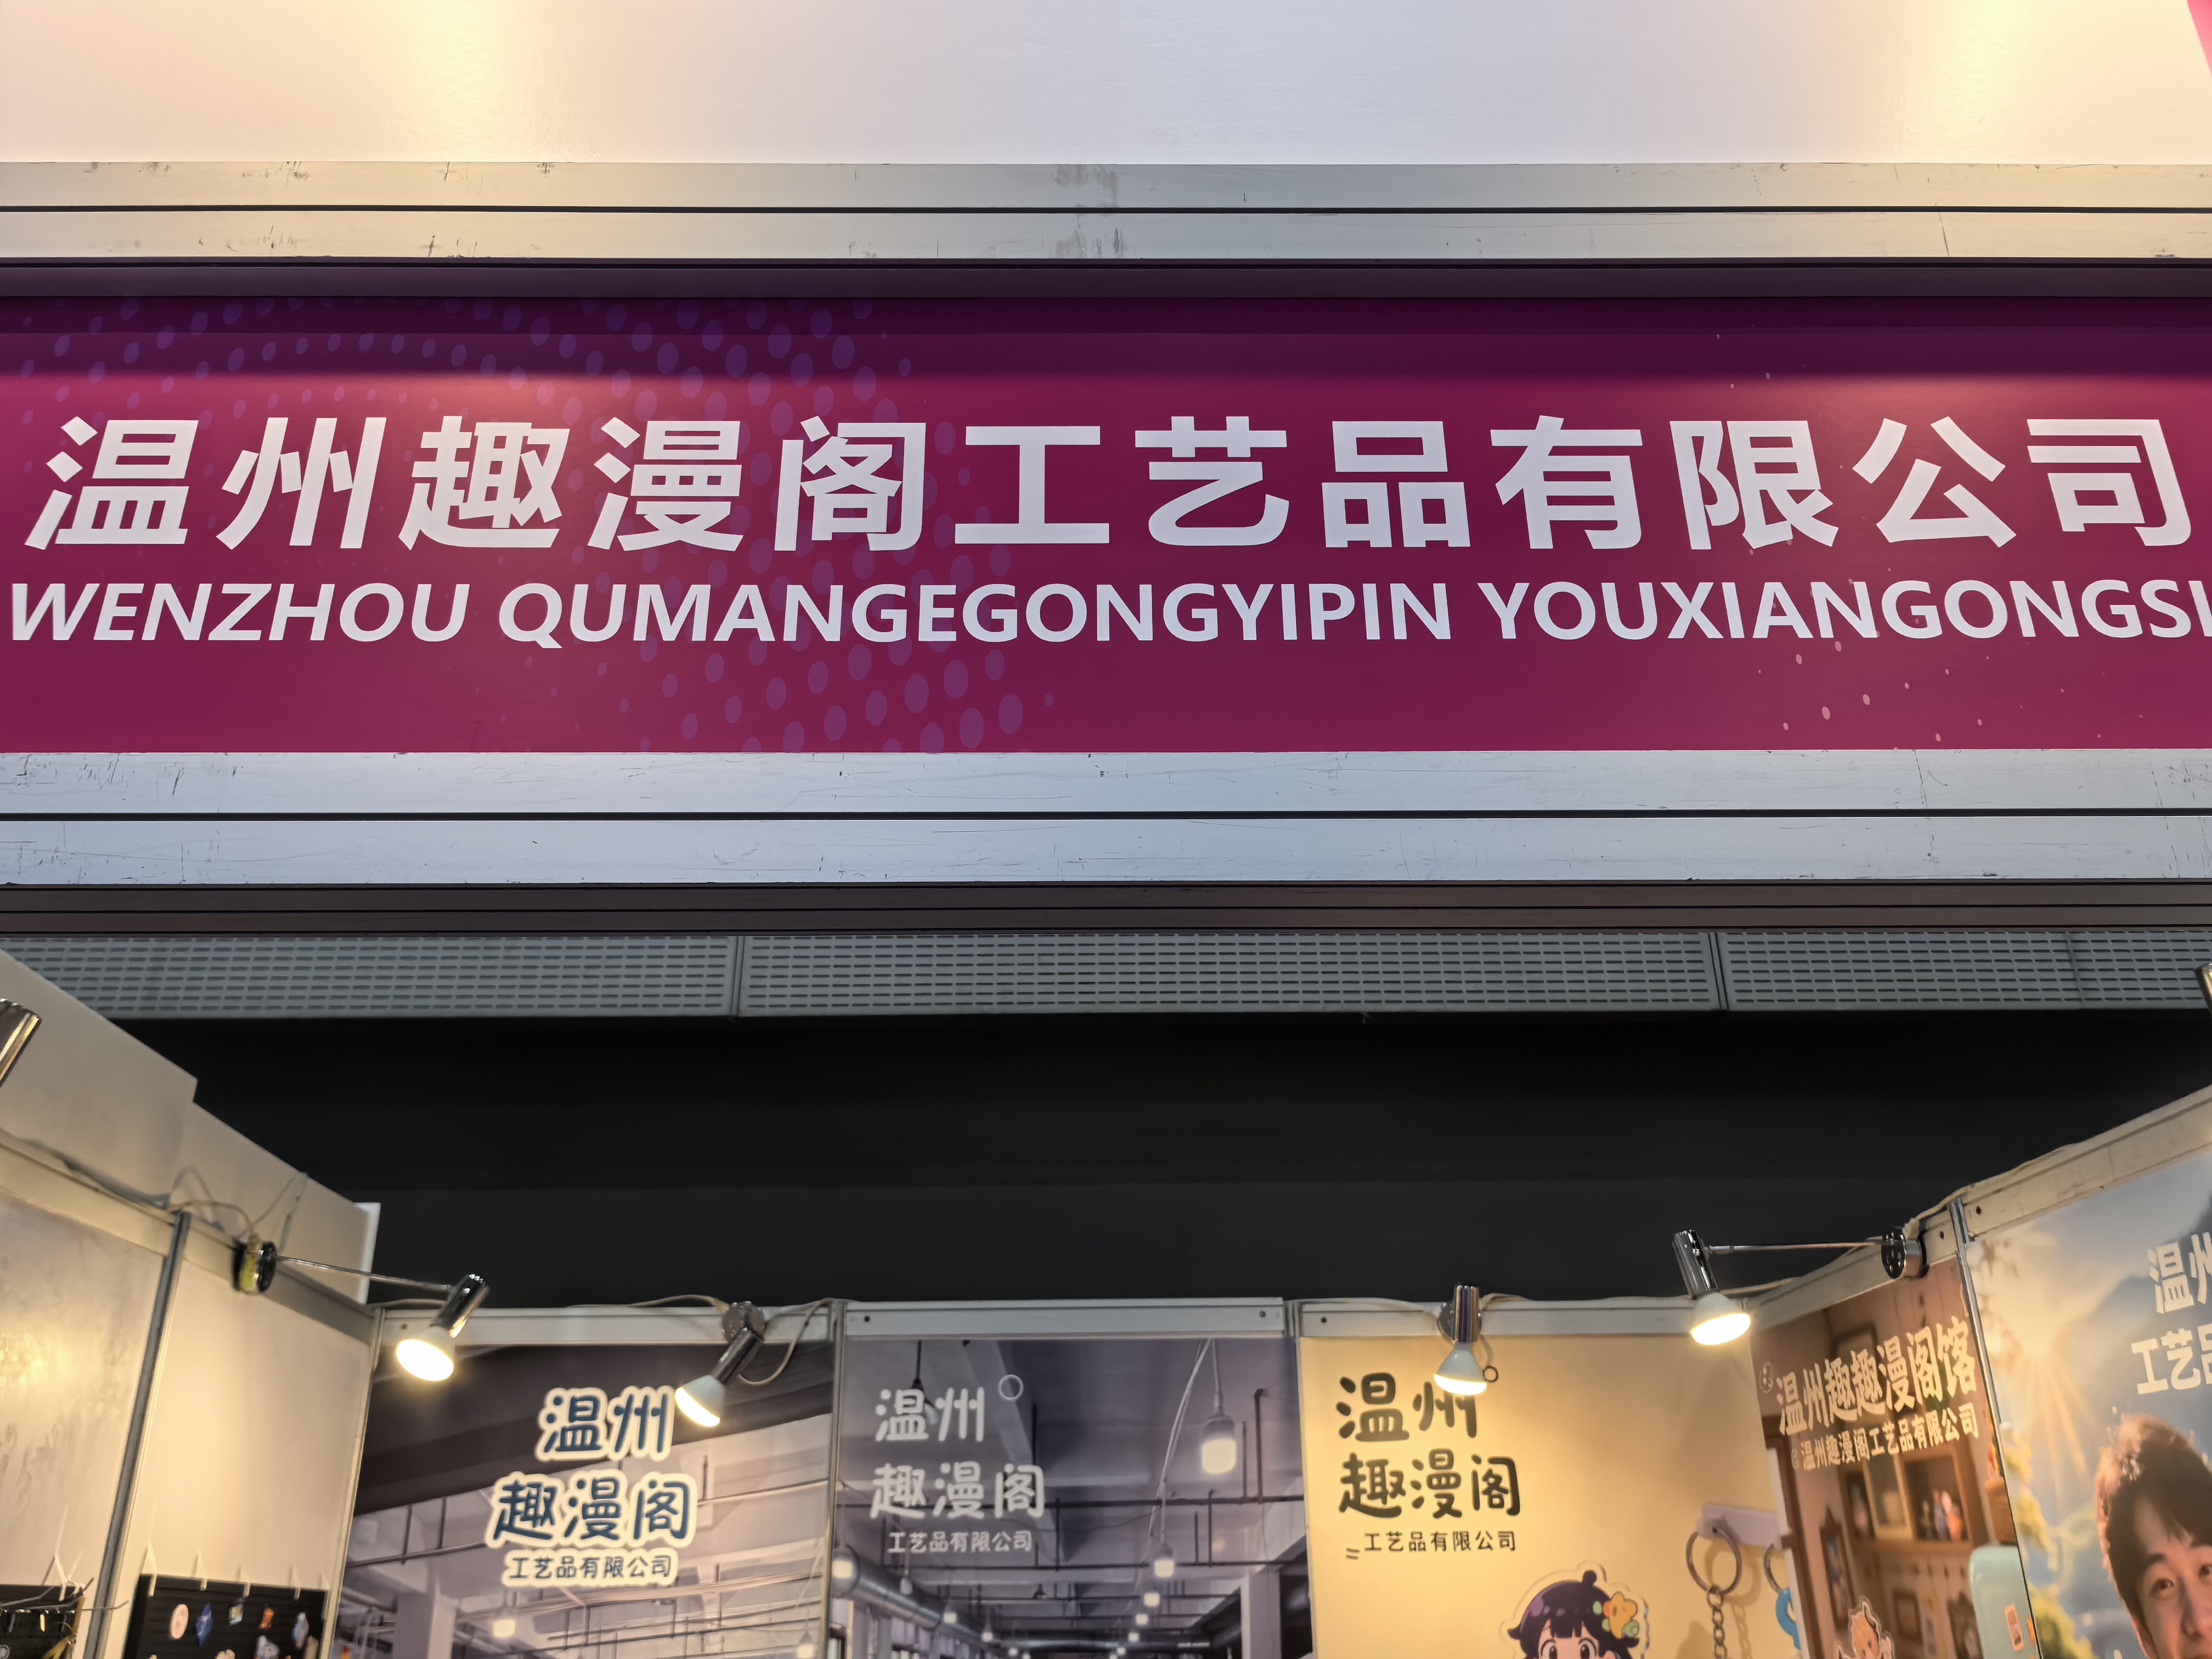 温州趣漫阁工艺品有限公司
WENZHOU QUMANGEGONGYIPIN YOUXIANGONGSI
温州
趣漫阁
工艺品有限公司
温州
趣漫阁
工艺品有限公司
温州
趣漫阁
工艺品有限公司
温州趣趣漫阁馆
温州趣漫阁工艺品有限公司
温州
工艺品